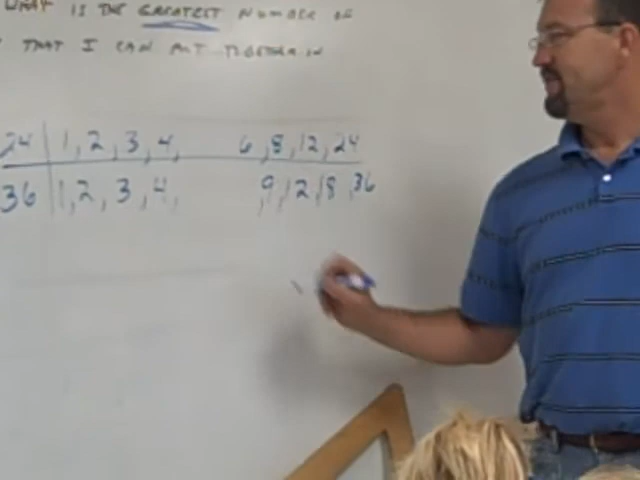 WHAT IS THE GREATEST NUMBER OF
THAT I CAN PUT TOGETHER IN
24 1, 2, 3, 4, 6, 8, 12, 24
36 1, 2, 3, 4, , 9, 12, 18, 36